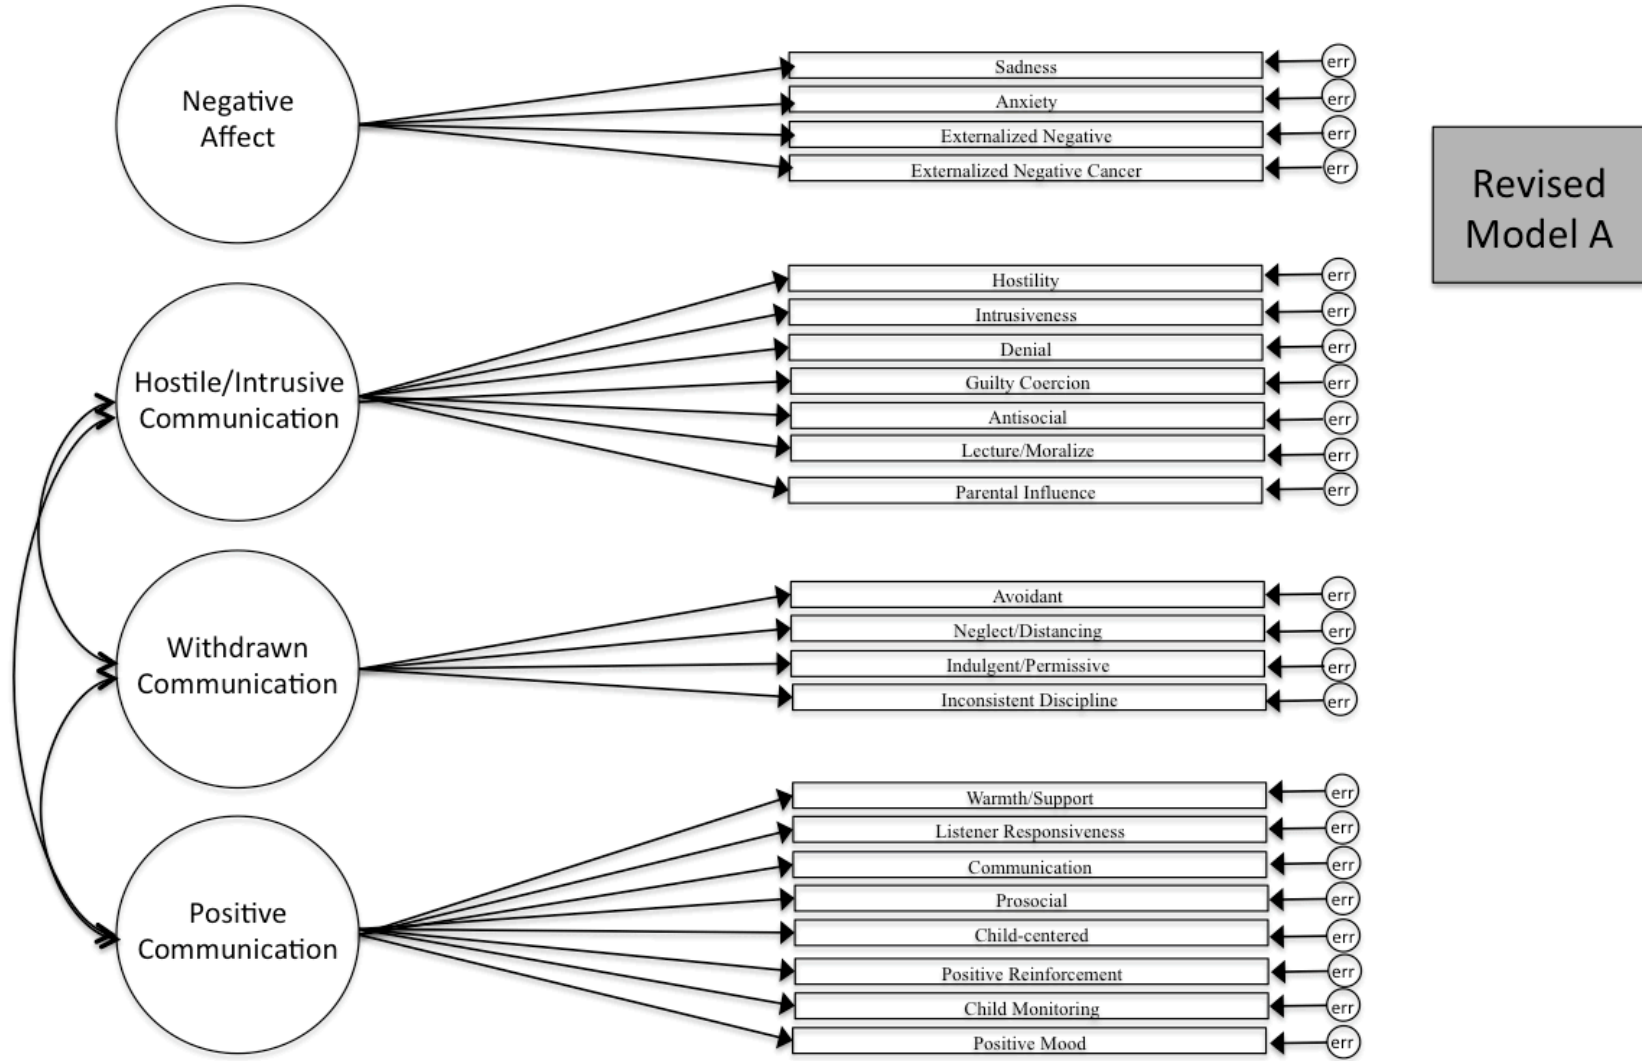 Negative
Affect
Sadness
err
Anxiety
err
Externalized Negative
err
Externalized Negative Cancer
err
Revised
Model A
Hostile/Intrusive
Communication
Hostility
err
Intrusiveness
err
Denial
err
Guilty Coercion
err
Antisocial
err
Lecture/Moralize
err
Parental Influence
err
Withdrawn
Communication
Avoidant
err
Neglect/Distancing
err
Indulgent/Permissive
err
Inconsistent Discipline
err
Positive
Communication
Warmth/Support
err
Listener Responsiveness
err
Communication
err
Prosocial
err
Child-centered
err
Positive Reinforcement
err
Child Monitoring
err
Positive Mood
err